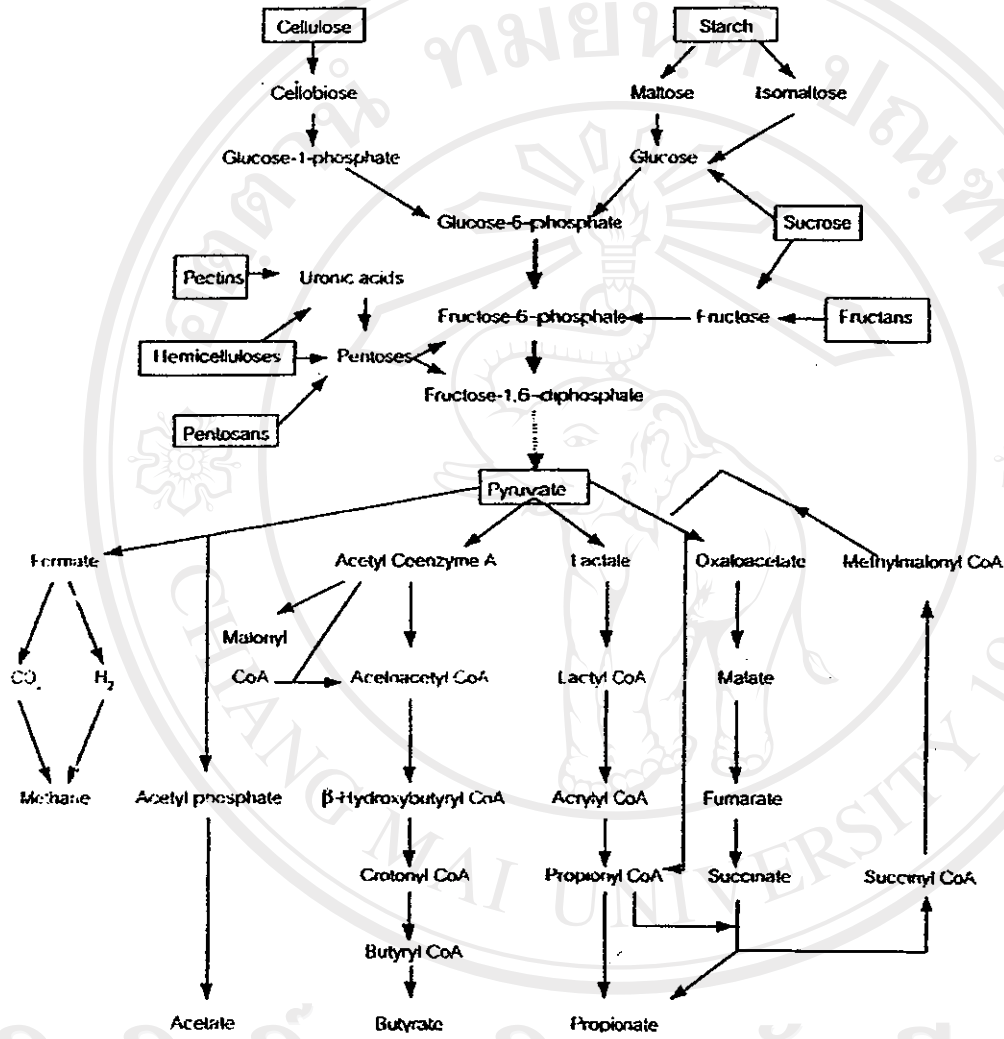 Cellulose Starch
Cellobiose Maltose Isomaltose
Glucose-1-phosphate Glucose
Glucose-6-phosphate Sucrose
Pectins Uronic acids
Fructose-6-phosphate Fructose Fructans
Hemicelluloses Pentoses
Fructose-1,6-diphosphate
Pentosans
Pyruvate
Formate Acetyl Coenzyme A Lactate Oxaloacetate Methylmalonyl CoA
Malonyl
CO₂ H₂ CoA Acetoacetyl CoA Lactyl CoA Malate
Methane Acetyl phosphate β-Hydroxybutyryl CoA Acrylyl CoA Fumarate
Crotonyl CoA Propionyl CoA Succinate Succinyl CoA
Butyryl CoA
Acetate Butyrate Propionate
CHIANG MAI UNIVERSITY